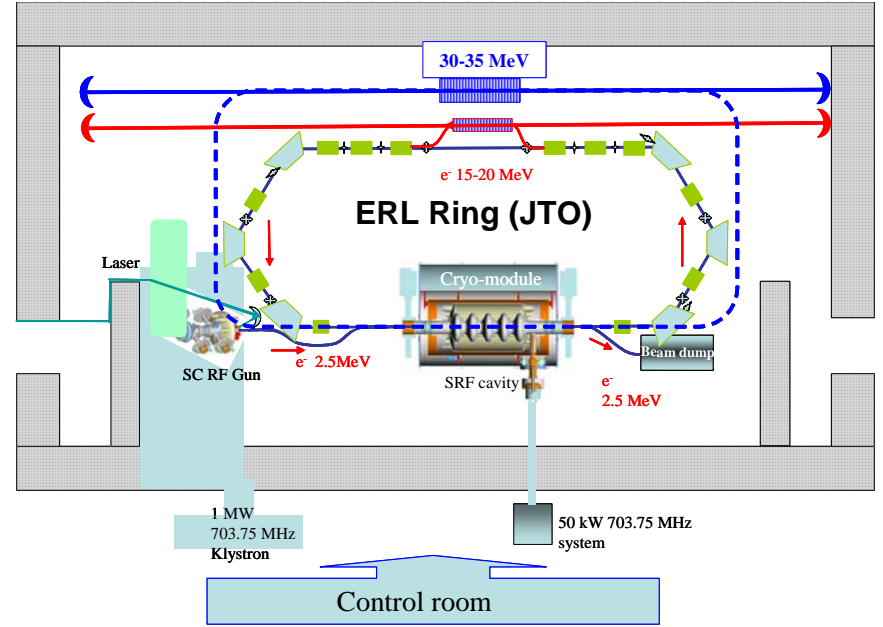 30-35 MeV
e- 15-20 MeV
ERL Ring (JTO)
Laser
Cryo-module
SC RF Gun
e- 2.5MeV
SRF cavity
Beam dump
e-
2.5 MeV
1 MW
703.75 MHz
Klystron
50 kW 703.75 MHz
system
Control room